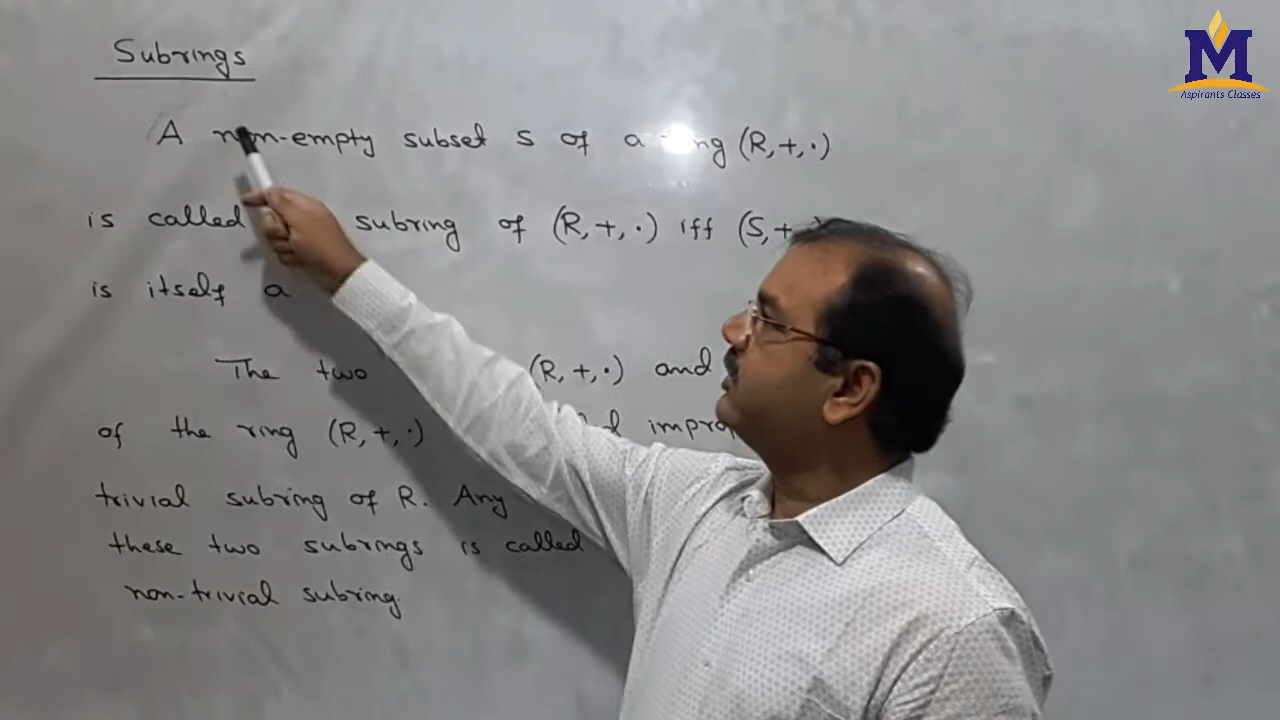 Subrings
A non-empty subset S of a ring (R,+,·)
is called subring of (R,+,·) iff (S,+
is itself a
The two (R,+,·) and
of the ring (R,+,·)
trivial subring of R. Any
these two subrings is called
non-trivial subring.
M
Aspirants Classes